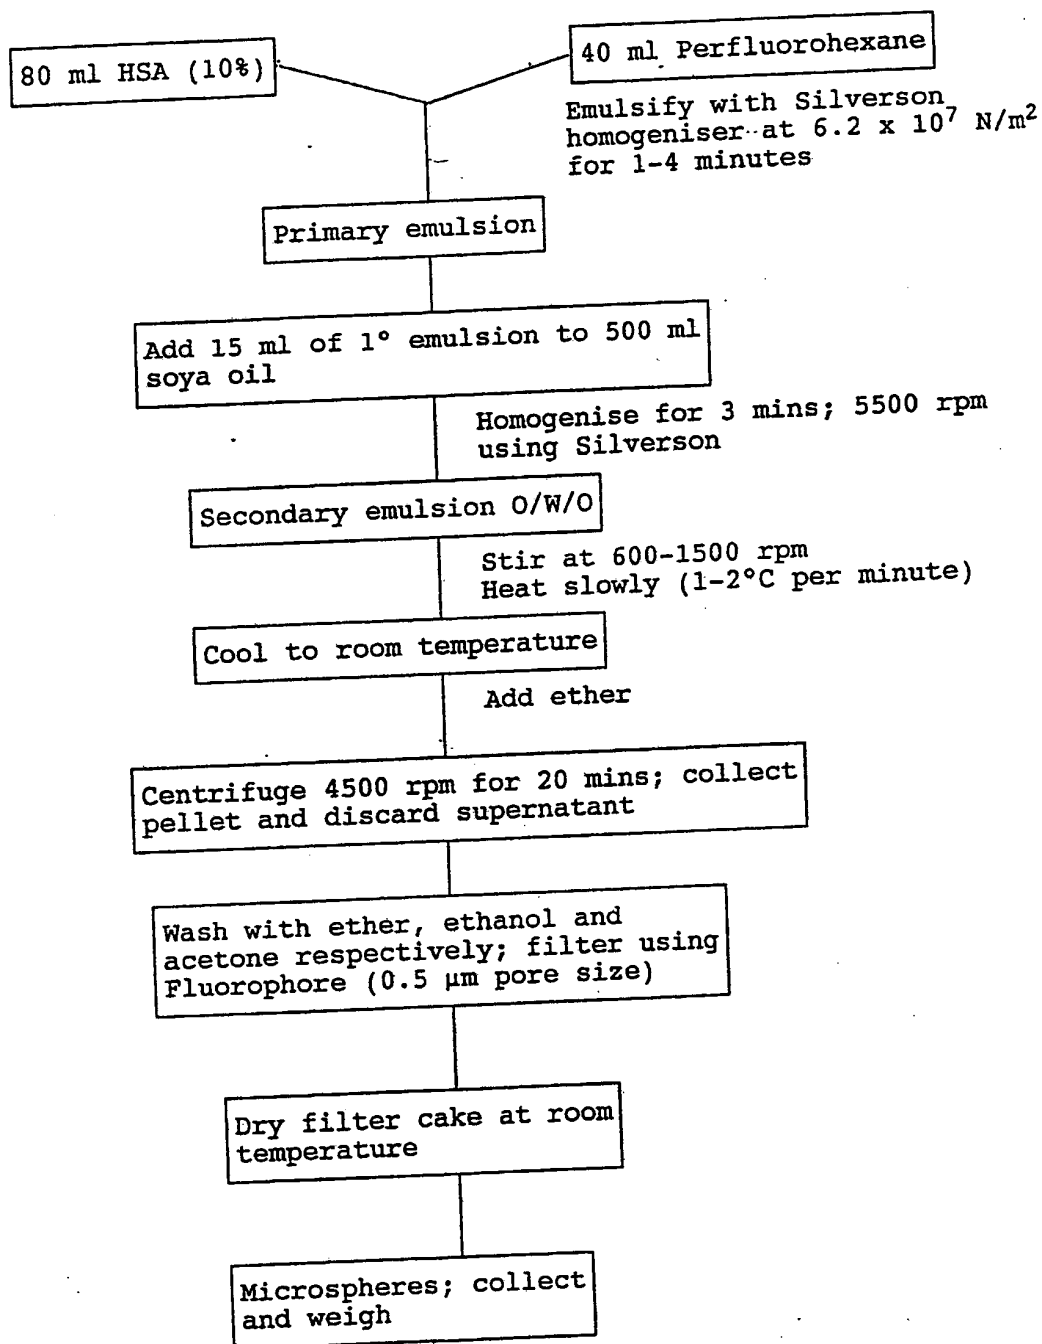 80 ml HSA (10%)
40 ml Perfluorohexane
Emulsify with Silverson
homogeniser at 6.2 x 10⁷ N/m²
for 1-4 minutes
Primary emulsion
Add 15 ml of 1° emulsion to 500 ml
soya oil
Homogenise for 3 mins; 5500 rpm
using Silverson
Secondary emulsion O/W/O
Stir at 600-1500 rpm
Heat slowly (1-2°C per minute)
Cool to room temperature
Add ether
Centrifuge 4500 rpm for 20 mins; collect
pellet and discard supernatant
Wash with ether, ethanol and
acetone respectively; filter using
Fluorophore (0.5 µm pore size)
Dry filter cake at room
temperature
Microspheres; collect
and weigh